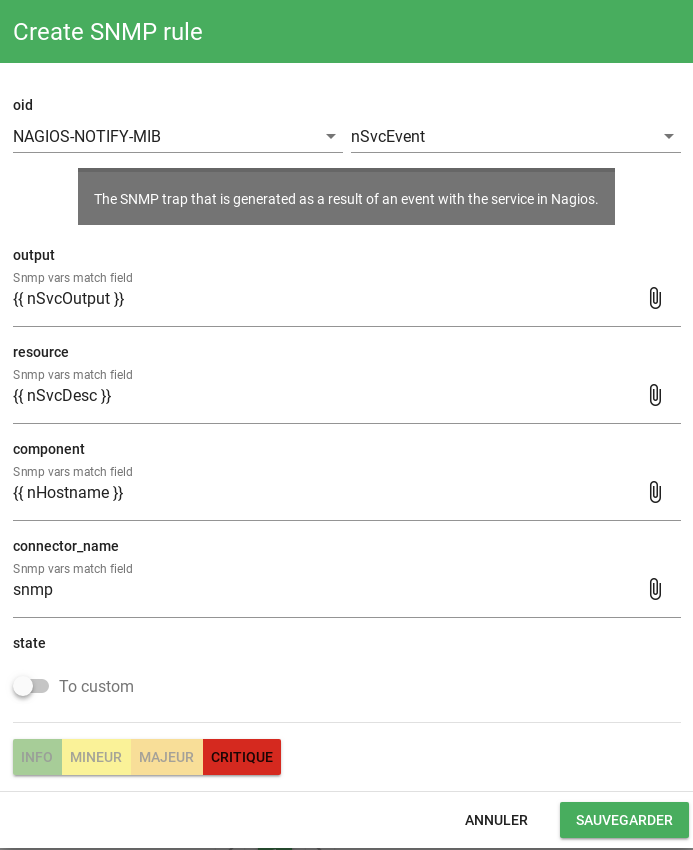 Create SNMP rule
oid
NAGIOS-NOTIFY-MIB nSvcEvent
The SNMP trap that is generated as a result of an event with the service in Nagios.
output
Snmp vars match field
{{ nSvcOutput }}
resource
Snmp vars match field
{{ nSvcDesc }}
component
Snmp vars match field
{{ nHostname }}
connector_name
Snmp vars match field
snmp
state
To custom
INFO MINEUR MAJEUR CRITIQUE
ANNULER SAUVEGARDER